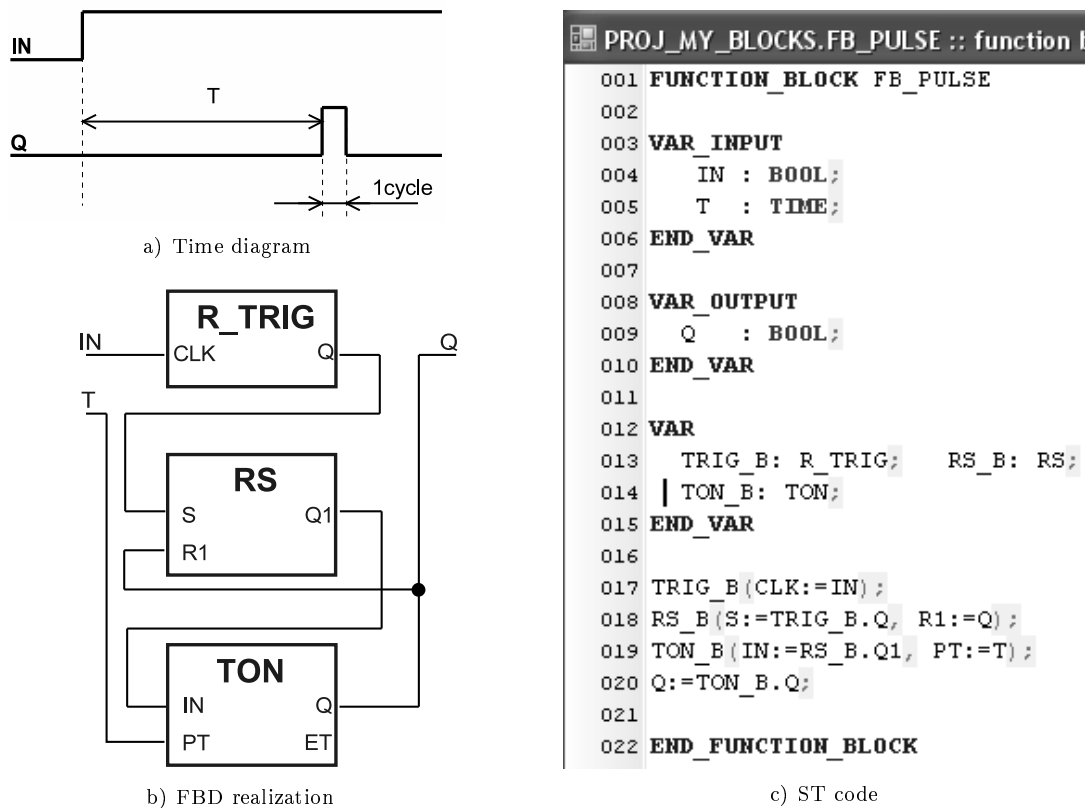 IN
T
Q
1cycle
a) Time diagram
R_TRIG
IN
Q
CLK
Q
T
RS
S
Q1
R1
TON
IN
Q
PT
ET
b) FBD realization
PROJ_MY_BLOCKS.FB_PULSE :: function
001 FUNCTION_BLOCK FB_PULSE
002
003 VAR_INPUT
004 IN : BOOL;
005 T : TIME;
006 END_VAR
007
008 VAR_OUTPUT
009 Q : BOOL;
010 END_VAR
011
012 VAR
013 TRIG_B: R_TRIG; RS_B: RS;
014 TON_B: TON;
015 END_VAR
016
017 TRIG_B(CLK:=IN);
018 RS_B(S:=TRIG_B.Q, R1:=Q);
019 TON_B(IN:=RS_B.Q1, PT:=T);
020 Q:=TON_B.Q;
021
022 END_FUNCTION_BLOCK
c) ST code